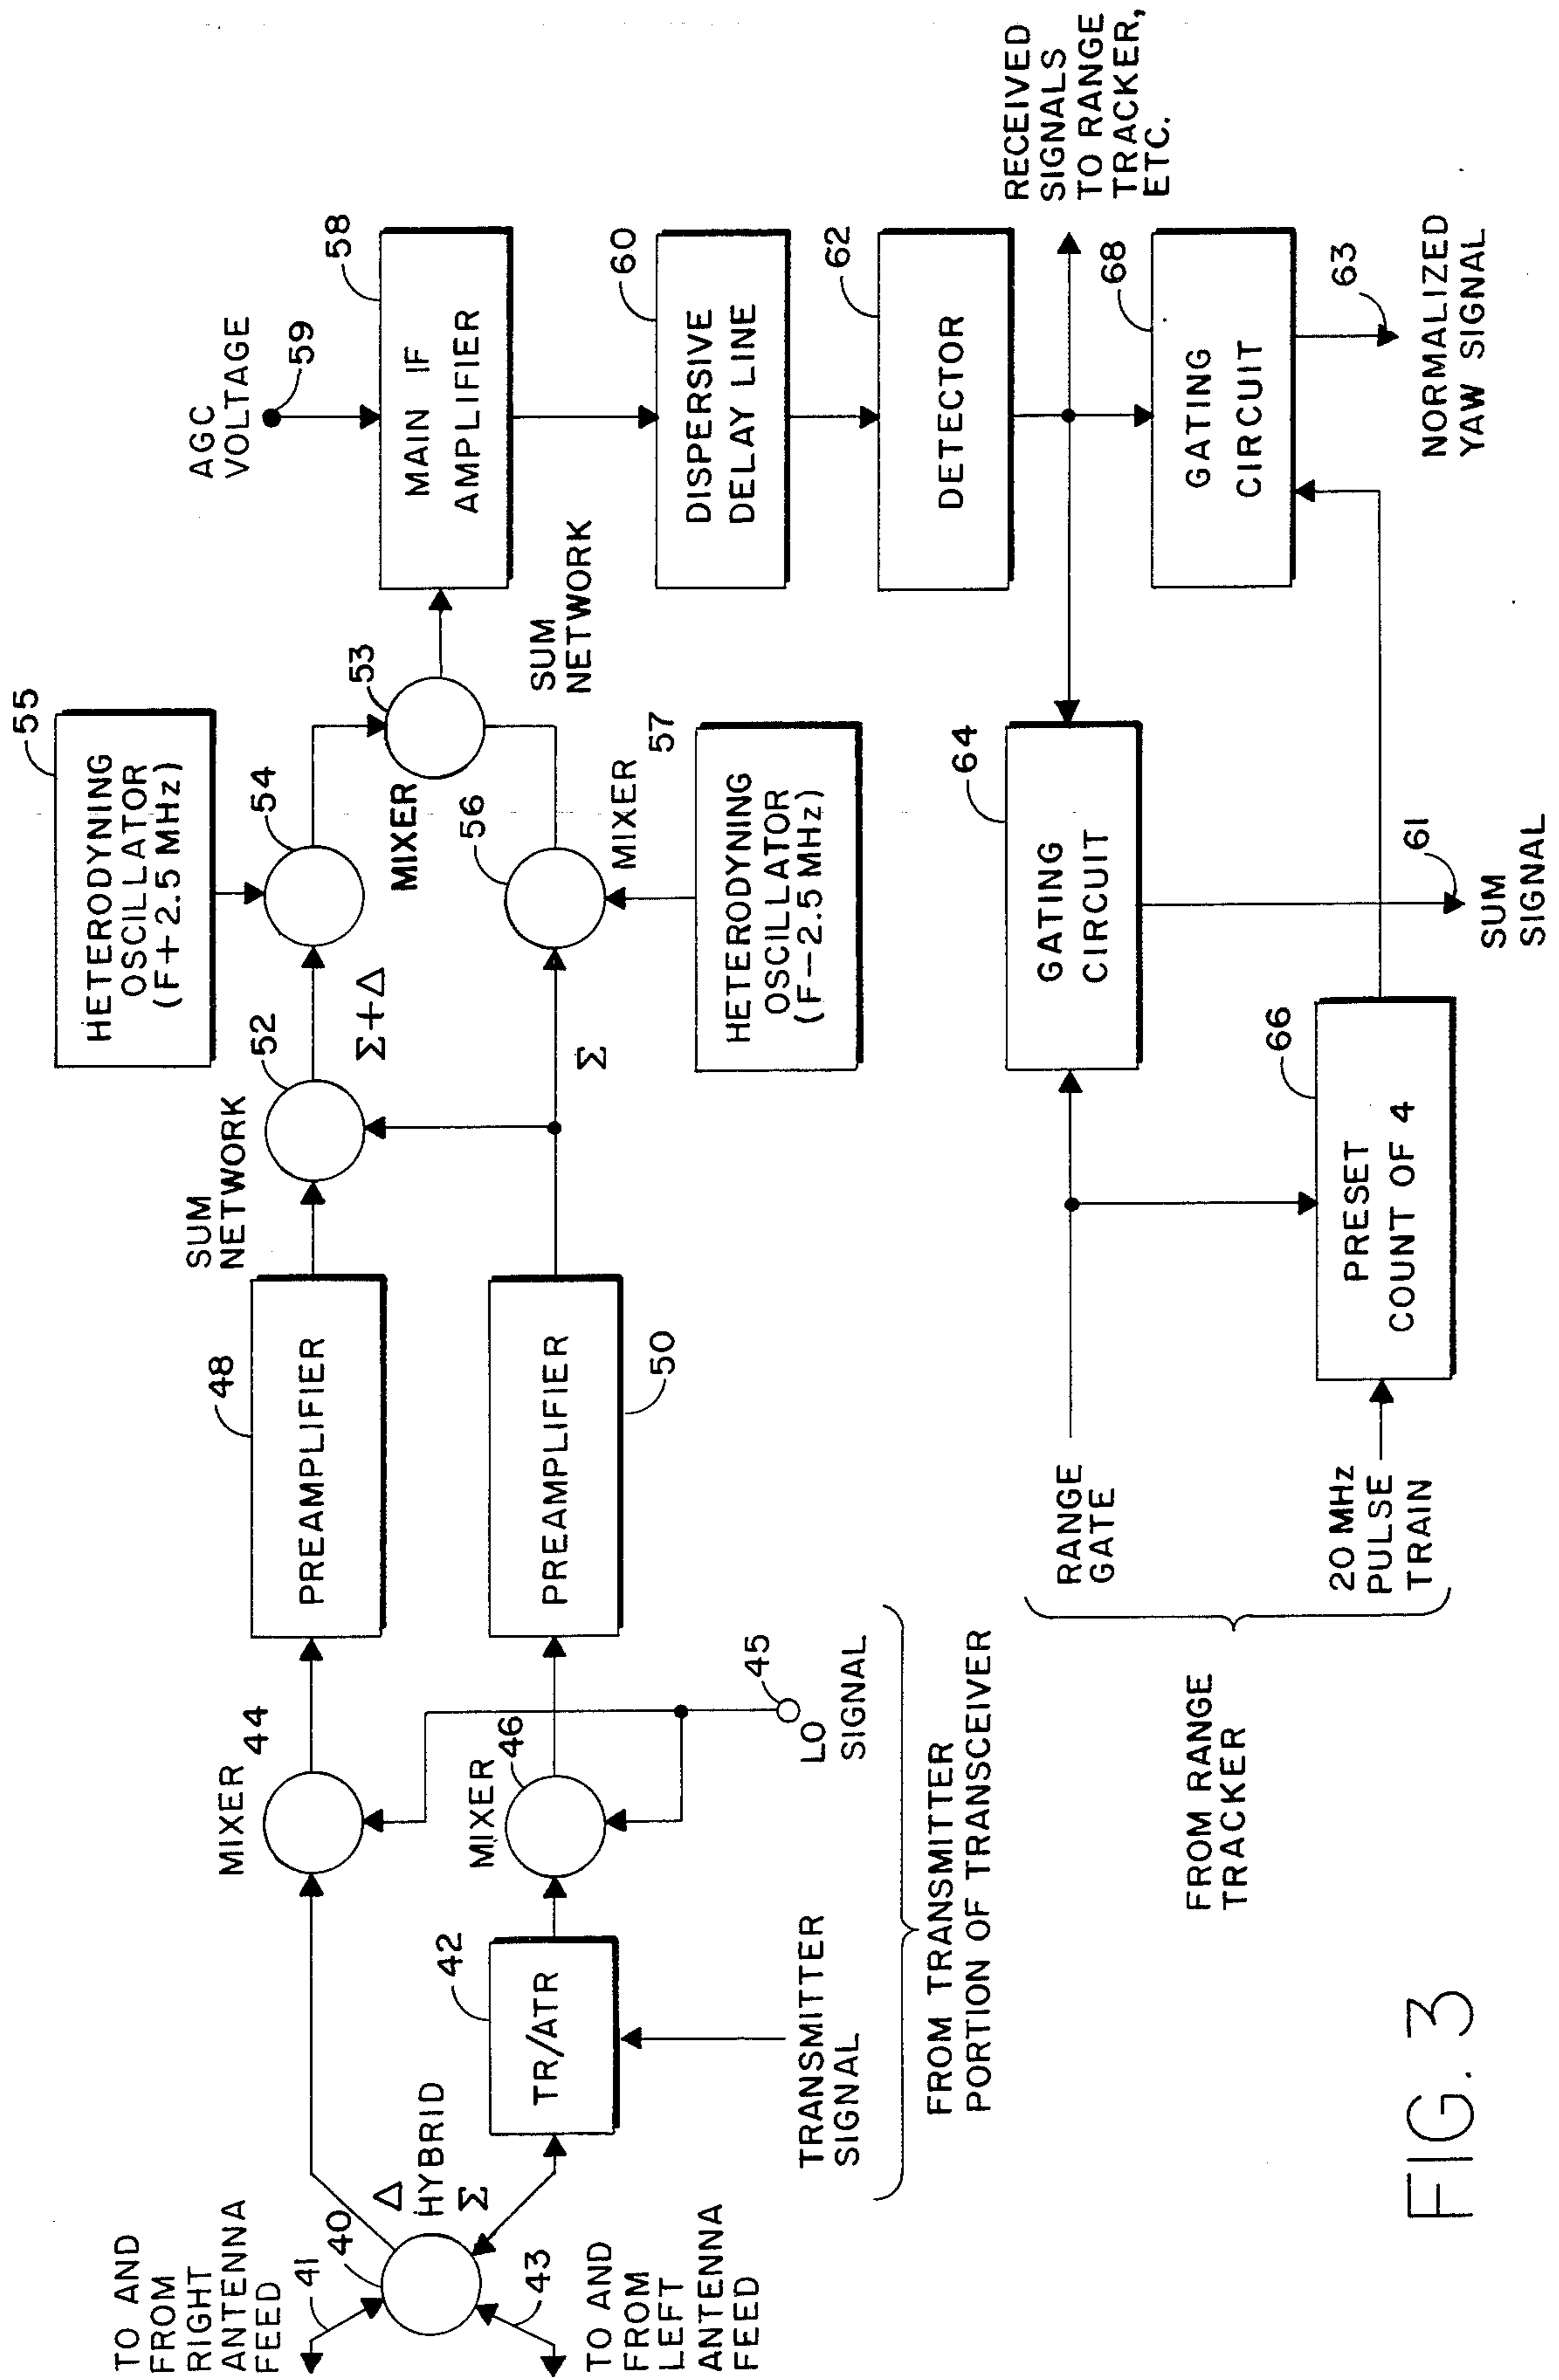 TO AND
FROM
RIGHT
ANTENNA
FEED
41
40
Δ
HYBRID
Σ
43
TO AND
FROM
LEFT
ANTENNA
FEED
42
TR/ATR
TRANSMITTER
SIGNAL
MIXER 44
MIXER 46
45
LO
SIGNAL
FROM TRANSMITTER
PORTION OF TRANSCEIVER
48
PREAMPLIFIER
PREAMPLIFIER
50
SUM
NETWORK
52
Σ+Δ
Σ
55
HETERODYNING
OSCILLATOR
(F+2.5 MHz)
54
MIXER
56
MIXER
57
HETERODYNING
OSCILLATOR
(F-2.5 MHz)
53
SUM
NETWORK
AGC
VOLTAGE
59
58
MAIN IF
AMPLIFIER
60
DISPERSIVE
DELAY LINE
62
DETECTOR
RECEIVED
SIGNALS
TO RANGE
TRACKER,
ETC.
68
GATING
CIRCUIT
63
NORMALIZED
YAW SIGNAL
64
GATING
CIRCUIT
61
SUM
SIGNAL
66
PRESET
COUNT OF 4
RANGE
GATE
20 MHz
PULSE
TRAIN
FROM RANGE
TRACKER
FIG. 3